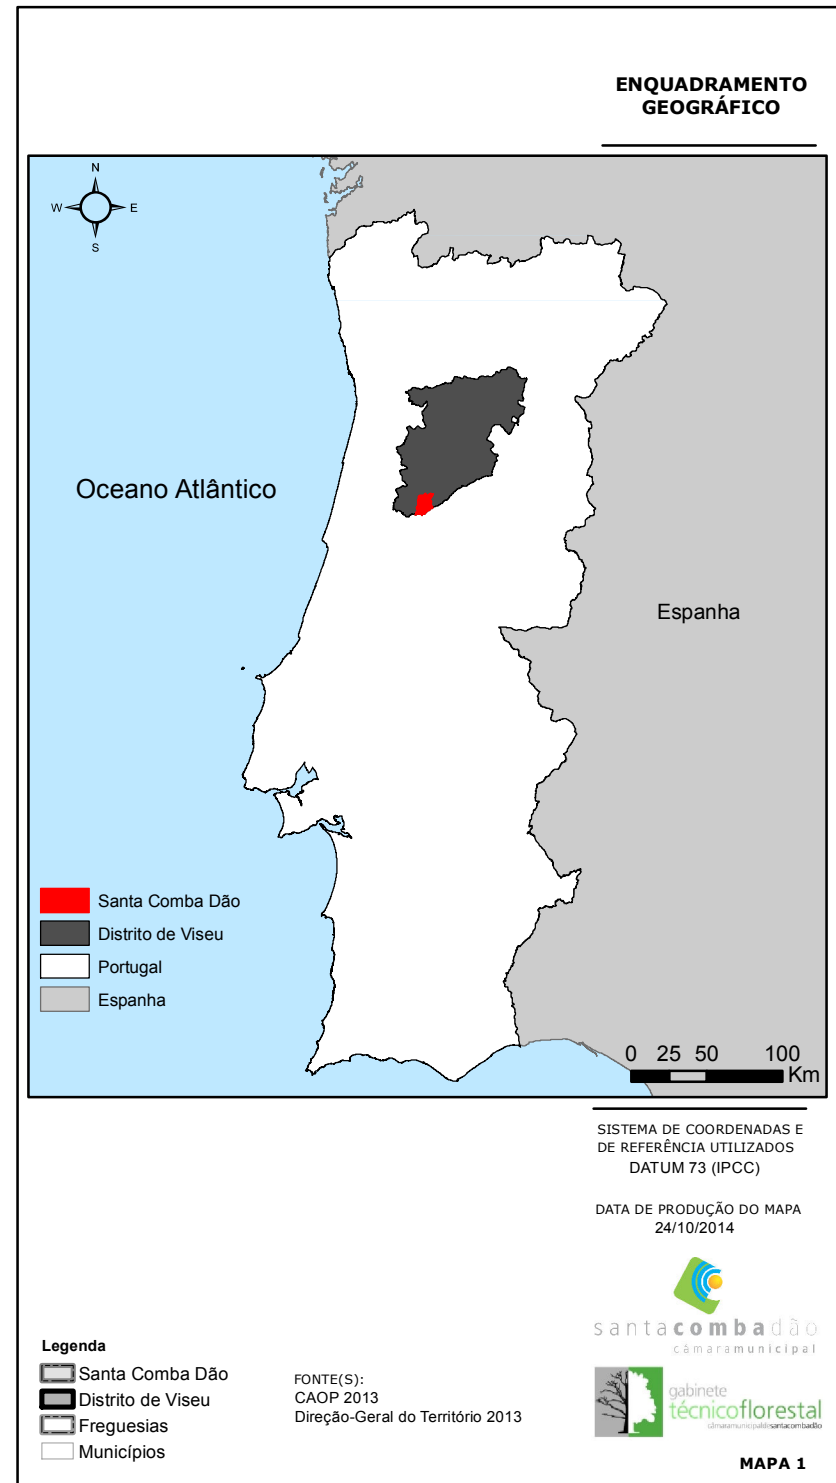 ENQUADRAMENTO
GEOGRÁFICO
N
W
E
S
Oceano Atlântico
Espanha
Santa Comba Dão
Distrito de Viseu
Portugal
Espanha
0 25 50 100
Km
SISTEMA DE COORDENADAS E
DE REFERÊNCIA UTILIZADOS
DATUM 73 (IPCC)
DATA DE PRODUÇÃO DO MAPA
24/10/2014
santacombadão
câmaramunicipal
Legenda
Santa Comba Dão
Distrito de Viseu
Freguesias
Municípios
FONTE(S):
CAOP 2013
Direção-Geral do Território 2013
gabinete
técnicoflorestal
câmaramunicipaldesantacombadão
MAPA 1